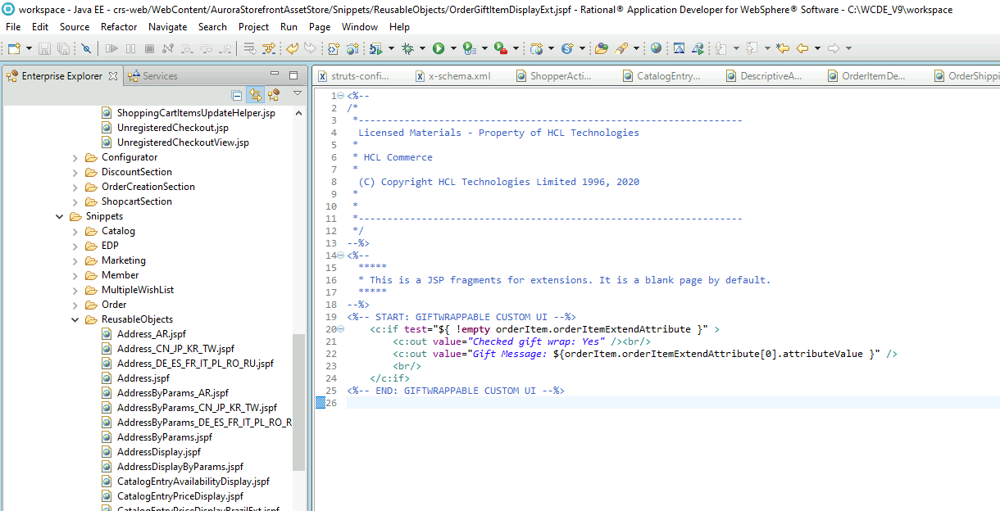 workspace - Java EE - crs-web/WebContent/AuroraStorefrontAssetStore/Snippets/ReusableObjects/OrderGiftItemDisplayExt.jspf - Rational® Application Developer for WebSphere® Software - C:\WCDE_V9\workspace
File Edit Source Refactor Navigate Search Project Run Page Window Help
Enterprise Explorer Services
ShoppingCartItemsUpdateHelper.jsp
UnregisteredCheckout.jsp
UnregisteredCheckoutView.jsp
Configurator
DiscountSection
OrderCreationSection
ShopcartSection
Snippets
Catalog
EDP
Marketing
Member
MultipleWishList
Order
ReusableObjects
Address_AR.jspf
Address_CN_JP_KR_TW.jspf
Address_DE_ES_FR_IT_PL_RO_RU.jspf
Address.jspf
AddressByParams_AR.jspf
AddressByParams_CN_JP_KR_TW.jspf
AddressByParams_DE_ES_FR_IT_PL_RO_R
AddressByParams.jspf
AddressDisplay.jspf
AddressDisplayByParams.jspf
CatalogEntryAvailabilityDisplay.jspf
CatalogEntryPriceDisplay.jspf
CatalogEntryPriceDisplayBrazilExt.jspf
struts-confi... x-schema.xml ShopperActi... CatalogEntry... DescriptiveA... OrderItemDe... OrderShippi
1 <%--
2 /*
3  *-------------------------------------------------------------------
4   Licensed Materials - Property of HCL Technologies
5  *
6  * HCL Commerce
7  *
8   (C) Copyright HCL Technologies Limited 1996, 2020
9  *
10  *
11  *-------------------------------------------------------------------
12  */
13 --%>
14 <%--
15   *****
16   * This is a JSP fragments for extensions. It is a blank page by default.
17   *****
18 --%>
19 <%-- START: GIFTWRAPPABLE CUSTOM UI --%>
20     <c:if test="${ !empty orderItem.orderItemExtendAttribute }" >
21         <c:out value="Checked gift wrap: Yes" /><br/>
22         <c:out value="Gift Message: ${orderItem.orderItemExtendAttribute[0].attributeValue }" />
23         <br/>
24     </c:if>
25 <%-- END: GIFTWRAPPABLE CUSTOM UI --%>
26